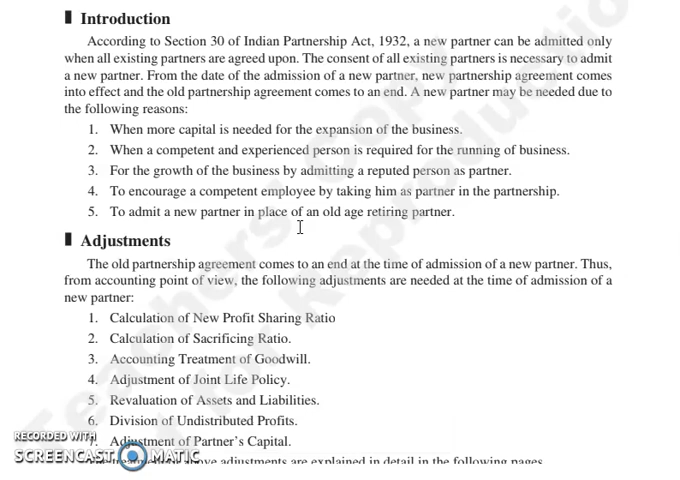 Introduction
According to Section 30 of Indian Partnership Act, 1932, a new partner can be admitted only
when all existing partners are agreed upon. The consent of all existing partners is necessary to admit
a new partner. From the date of the admission of a new partner, new partnership agreement comes
into effect and the old partnership agreement comes to an end. A new partner may be needed due to
the following reasons:
1. When more capital is needed for the expansion of the business.
2. When a competent and experienced person is required for the running of business.
3. For the growth of the business by admitting a reputed person as partner.
4. To encourage a competent employee by taking him as partner in the partnership.
5. To admit a new partner in place of an old age retiring partner.
Adjustments
The old partnership agreement comes to an end at the time of admission of a new partner. Thus,
from accounting point of view, the following adjustments are needed at the time of admission of a
new partner:
1. Calculation of New Profit Sharing Ratio
2. Calculation of Sacrificing Ratio.
3. Accounting Treatment of Goodwill.
4. Adjustment of Joint Life Policy.
5. Revaluation of Assets and Liabilities.
6. Division of Undistributed Profits.
7. Adjustment of Partner's Capital.
above adjustments are explained in detail in the following pages
RECORDED WITH
SCREENCAST MATIC